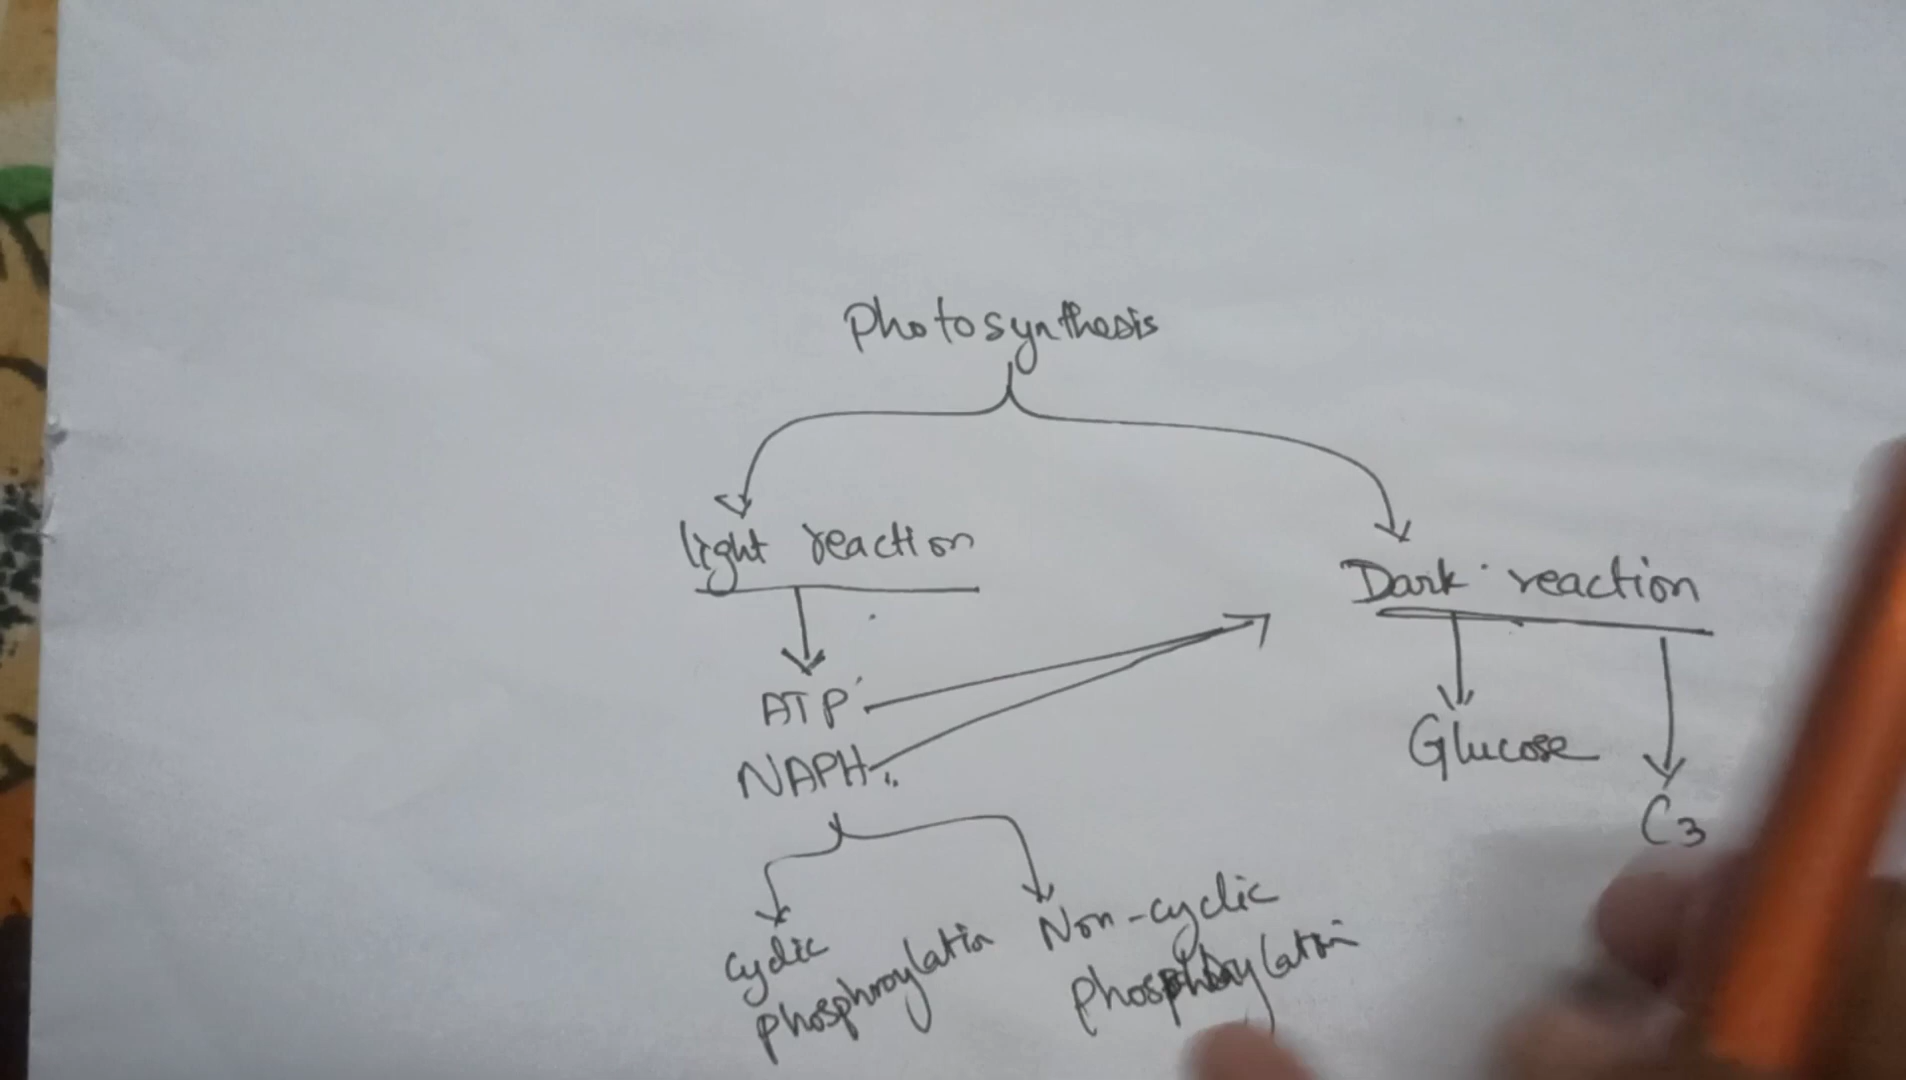 Photosynthesis
light reaction
Dark reaction
ATP
NAPH
Glucose
C3
cyclic
phosphroylation
Non-cyclic
phosphorylation